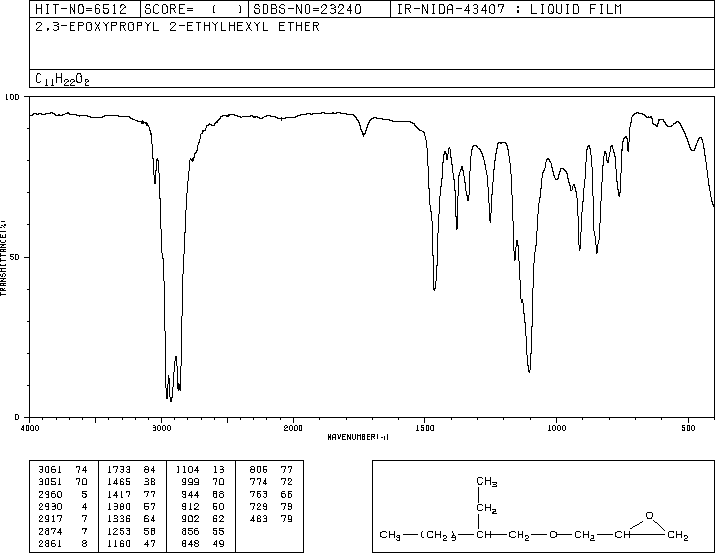 HIT-NO=6512 SCORE= ( ) SDBS-NO=23240 IR-NIDA-43407 : LIQUID FILM
2,3-EPOXYPROPYL 2-ETHYLHEXYL ETHER
C11H22O2
100
50
0
TRANSMITTANCE(%)
4000 3000 2000 1500 1000 500
WAVENUMBER(-1)
3061 74 1733 84 1104 13 806 77
3051 70 1465 38 999 70 774 72
2960 5 1417 77 944 68 763 66
2930 4 1380 57 912 60 729 79
2917 7 1336 64 902 62 483 79
2874 7 1253 58 856 55
2861 8 1160 47 848 49
CH3
CH2
O
CH3 (CH2)3 CH CH2 O CH2 CH CH2